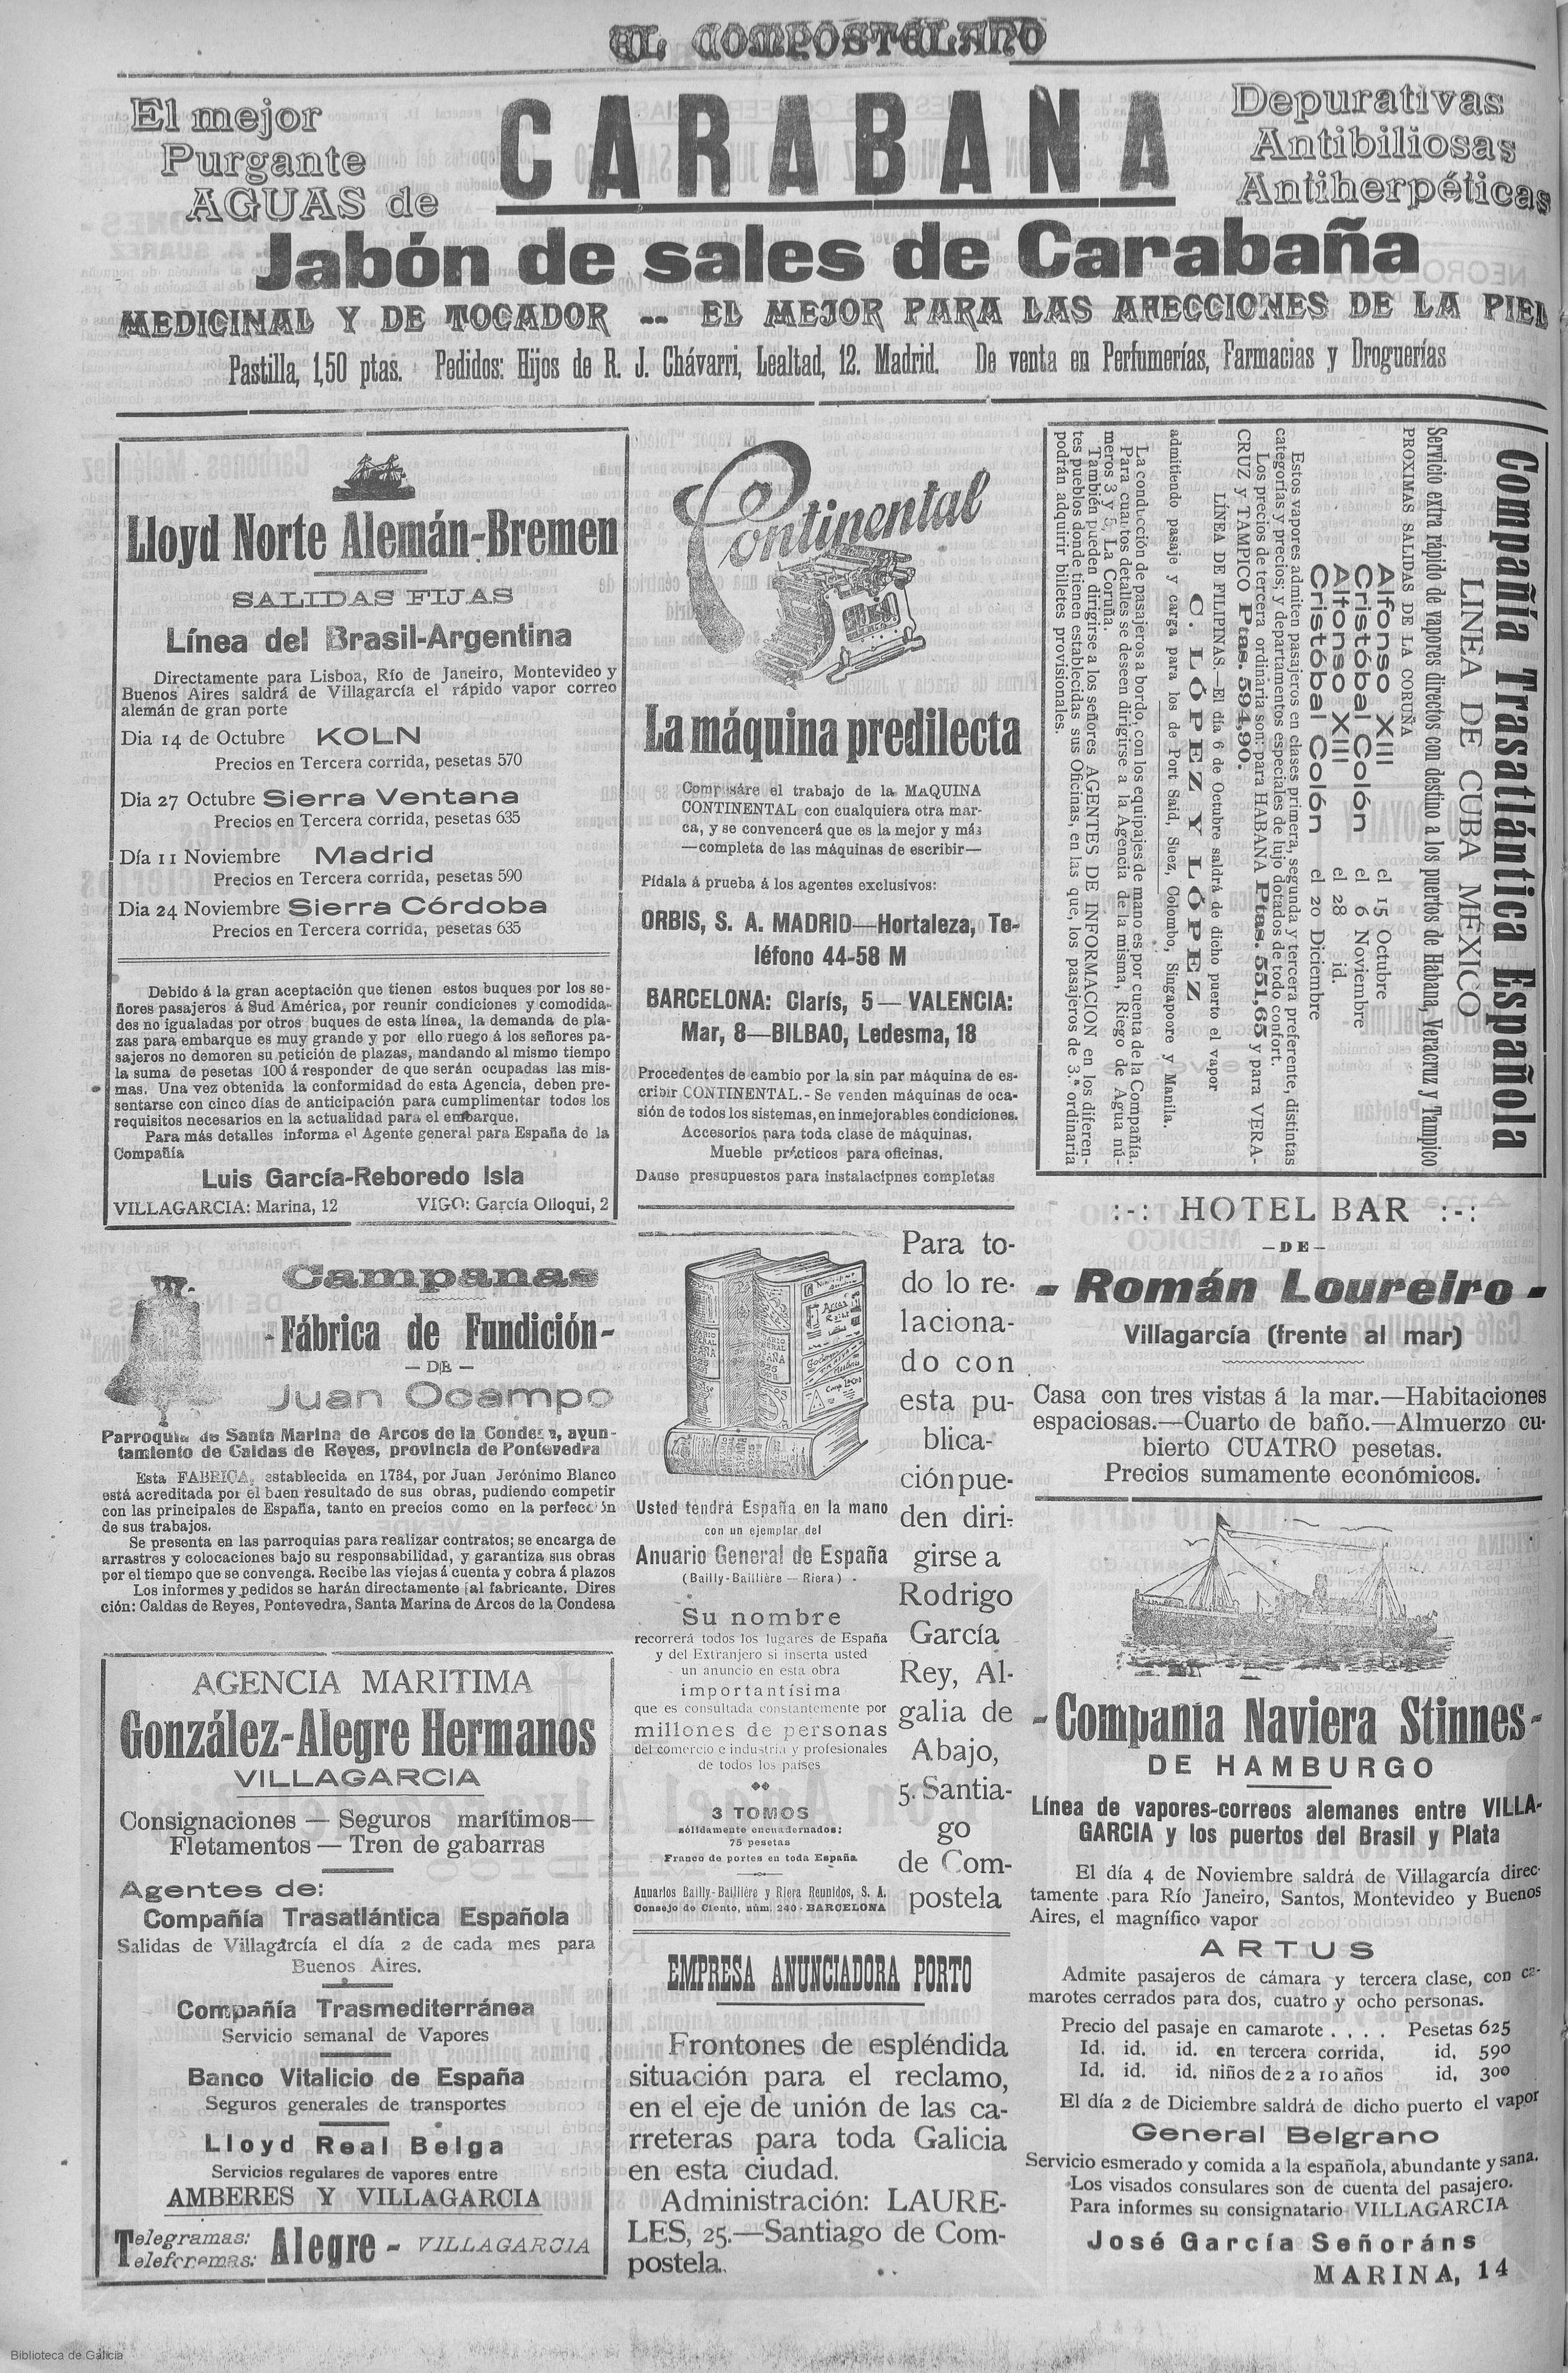 EL COMPOSTELANO
El mejor
Purgante
AGUAS de
CARABANA
Depurativas
Antibiliosas
Antiherpéticas
Jabón de sales de Carabaña
MEDICINAL Y DE TOCADOR -- EL MEJOR PARA LAS AFECCIONES DE LA PIEL
Pastilla, 1,50 ptas. Pedidos: Hijos de R. J. Chávarri, Lealtad, 12. Madrid. De venta en Perfumerías, Farmacias y Droguerías
Lloyd Norte Alemán-Bremen
SALIDAS FIJAS
Línea del Brasil-Argentina
Directamente para Lisboa, Río de Janeiro, Montevideo y
Buenos Aires saldrá de Villagarcía el rápido vapor correo
alemán de gran porte
Dia 14 de Octubre KOLN
Precios en Tercera corrida, pesetas 570
Dia 27 Octubre Sierra Ventana
Precios en Tercera corrida, pesetas 635
Día 11 Noviembre Madrid
Precios en Tercera corrida, pesetas 590
Dia 24 Noviembre Sierra Córdoba
Precios en Tercera corrida, pesetas 635
Debido á la gran aceptación que tienen estos buques por los se-
ñores pasajeros á Sud América, por reunir condiciones y comodida-
des no igualadas por otros buques de esta línea, la demanda de pla-
zas para embarque es muy grande y por ello ruego á los señores pa-
sajeros no demoren su petición de plazas, mandando al mismo tiempo
la suma de pesetas 100 á responder de que serán ocupadas las mis-
mas. Una vez obtenida la conformidad de esta Agencia, deben pre-
sentarse con cinco días de anticipación para cumplimentar todos los
requisitos necesarios en la actualidad para el embarque.
Para más detalles informa el Agente general para España de la
Compañía
Luis García-Reboredo Isla
VILLAGARCIA: Marina, 12 VIGO: García Olloqui, 2
Campanas
-Fábrica de Fundición-
— DE —
Juan Ocampo
Parroquia de Santa Marina de Arcos de la Condesa, ayun-
tamiento de Caldas de Reyes, provincia de Pontevedra
Esta FABRICA, establecida en 1734, por Juan Jerónimo Blanco
está acreditada por el buen resultado de sus obras, pudiendo competir
con las principales de España, tanto en precios como en la perfección
de sus trabajos.
Se presenta en las parroquias para realizar contratos; se encarga de
arrastres y colocaciones bajo su responsabilidad, y garantiza sus obras
por el tiempo que se convenga. Recibe las viejas á cuenta y cobra á plazos
Los informes y pedidos se harán directamente al fabricante. Dires
ción: Caldas de Reyes, Pontevedra, Santa Marina de Arcos de la Condesa
AGENCIA MARITIMA
González-Alegre Hermanos
VILLAGARCIA
Consignaciones — Seguros marítimos—
Fletamentos — Tren de gabarras
Agentes de:
Compañía Trasatlántica Española
Salidas de Villagarcía el día 2 de cada mes para
Buenos Aires.
Compañía Trasmediterránea
Servicio semanal de Vapores
Banco Vitalicio de España
Seguros generales de transportes
Lloyd Real Belga
Servicios regulares de vapores entre
AMBERES Y VILLAGARCIA
Telegramas:
Telefonemas: Alegre - VILLAGARCIA
Continental
La máquina predilecta
Compárare el trabajo de la MAQUINA
CONTINENTAL con cualquiera otra mar-
ca, y se convencerá que es la mejor y más
—completa de las máquinas de escribir—
Pídala á prueba á los agentes exclusivos:
ORBIS, S. A. MADRID—Hortaleza, Te-
léfono 44-58 M
BARCELONA: Clarís, 5 — VALENCIA:
Mar, 8—BILBAO, Ledesma, 18
Procedentes de cambio por la sin par máquina de es-
cribir CONTINENTAL.- Se venden máquinas de oca-
sión de todos los sistemas, en inmejorables condiciones.
Accesorios para toda clase de máquinas.
Mueble prácticos para oficinas.
Danse presupuestos para instalacipnes completas
Usted tendrá España en la mano
con un ejemplar del
Anuario General de España
(Bailly-Baillière — Riera)
Su nombre
recorrerá todos los lugares de España
y del Extranjero si inserta usted
un anuncio en esta obra
importantísima
que es consultada constantemente por
millones de personas
del comercio e industria y profesionales
de todos los países
3 TOMOS
sólidamente encuadernados:
75 pesetas
Franco de portes en toda España
Anuarios Bailly-Baillière y Riera Reunidos, S. A.
Consejo de Ciento, núm. 240 - BARCELONA
Para to-
do lo re-
laciona-
do con
esta pu-
blica-
ción pue-
den diri-
girse a
Rodrigo
García
Rey, Al-
galia de
Abajo,
5. Santia-
go
de Com-
postela
EMPRESA ANUNCIADORA PORTO
Frontones de espléndida
situación para el reclamo,
en el eje de unión de las ca-
rreteras para toda Galicia
en esta ciudad.
Administración: LAURE-
LES, 25.—Santiago de Com-
postela.
Compañía Trasatlántica Española
LINEA DE CUBA MÉXICO
Servicio extra rápido de vapores directos con destino a los puertos de Habana, Veracruz y Tampico
PROXIMAS SALIDAS DE LA CORUÑA
Alfonso XIII el 15 Octubre
Cristóbal Colón el 6 Noviembre
Alfonso XIII el 28 id.
Cristóbal Colón el 20 Diciembre
Estos vapores admiten pasajeros en clases primera, segunda y tercera preferente, distintas
categorías y precios; y departamentos especiales de lujo dotados de todo confort.
Los precios de tercera ordinaria son: para HABANA Ptas. 551,65 y para VERA-
CRUZ y TAMPICO Ptas. 594,90.
LÍNEA DE FILIPINAS.—El día 6 de Octubre saldrá de dicho puerto el vapor
C. LÓPEZ Y LÓPEZ
admitiendo pasaje y carga para los de Port Said, Suez, Colombo, Singapoore y Manila.
La conducción de pasajeros a bordo, con los equipajes de mano es por cuenta de la Compañía.
Para cuantos detalles se deseen dirigirse a la Agencia de la misma, Riego de Agua nú-
meros 3 y 5, La Coruña.
También pueden dirigirse a los señores AGENTES DE INFORMACION en los diferen-
tes pueblos donde tienen establecidas sus Oficinas, en las que, los pasajeros de 3.ª ordinaria
podrán adquirir billetes provisionales.
:-: HOTEL BAR :-:
—DE—
- Román Loureiro -
Villagarcía (frente al mar)
Casa con tres vistas á la mar.—Habitaciones
espaciosas.—Cuarto de baño.—Almuerzo cu-
bierto CUATRO pesetas.
Precios sumamente económicos.
-Compañía Naviera Stinnes-
DE HAMBURGO
Línea de vapores-correos alemanes entre VILLA-
GARCIA y los puertos del Brasil y Plata
El día 4 de Noviembre saldrá de Villagarcía direc-
tamente para Río Janeiro, Santos, Montevideo y Buenos
Aires, el magnífico vapor
ARTUS
Admite pasajeros de cámara y tercera clase, con ca-
marotes cerrados para dos, cuatro y ocho personas.
Precio del pasaje en camarote . . . . Pesetas 625
Id. id. id. en tercera corrida, id, 590
Id. id. id. niños de 2 a 10 años id, 300
El día 2 de Diciembre saldrá de dicho puerto el vapor
General Belgrano
Servicio esmerado y comida a la española, abundante y sana.
Los visados consulares son de cuenta del pasajero.
Para informes su consignatario VILLAGARCIA
José García Señoráns
MARINA, 14
Biblioteca de Galicia